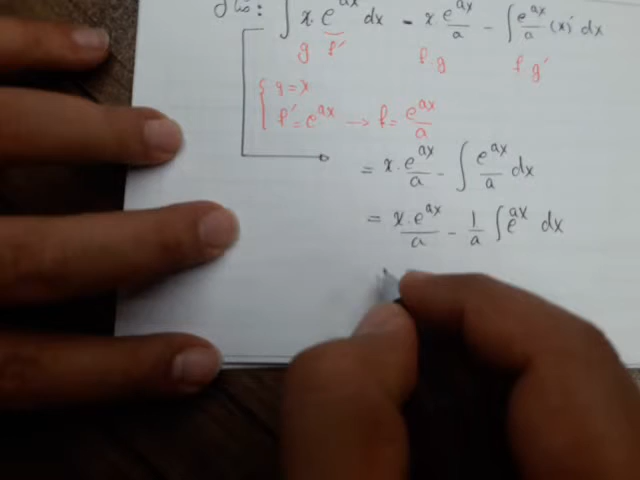 ∫ x e^{ax} dx = x e^{ax}/a - ∫ e^{ax}/a (x)' dx
g f' f.g f g'
{ g = x
f' = e^{ax} → f = e^{ax}/a
= x.e^{ax}/a - ∫ e^{ax}/a dx
= x.e^{ax}/a - 1/a ∫ e^{ax} dx